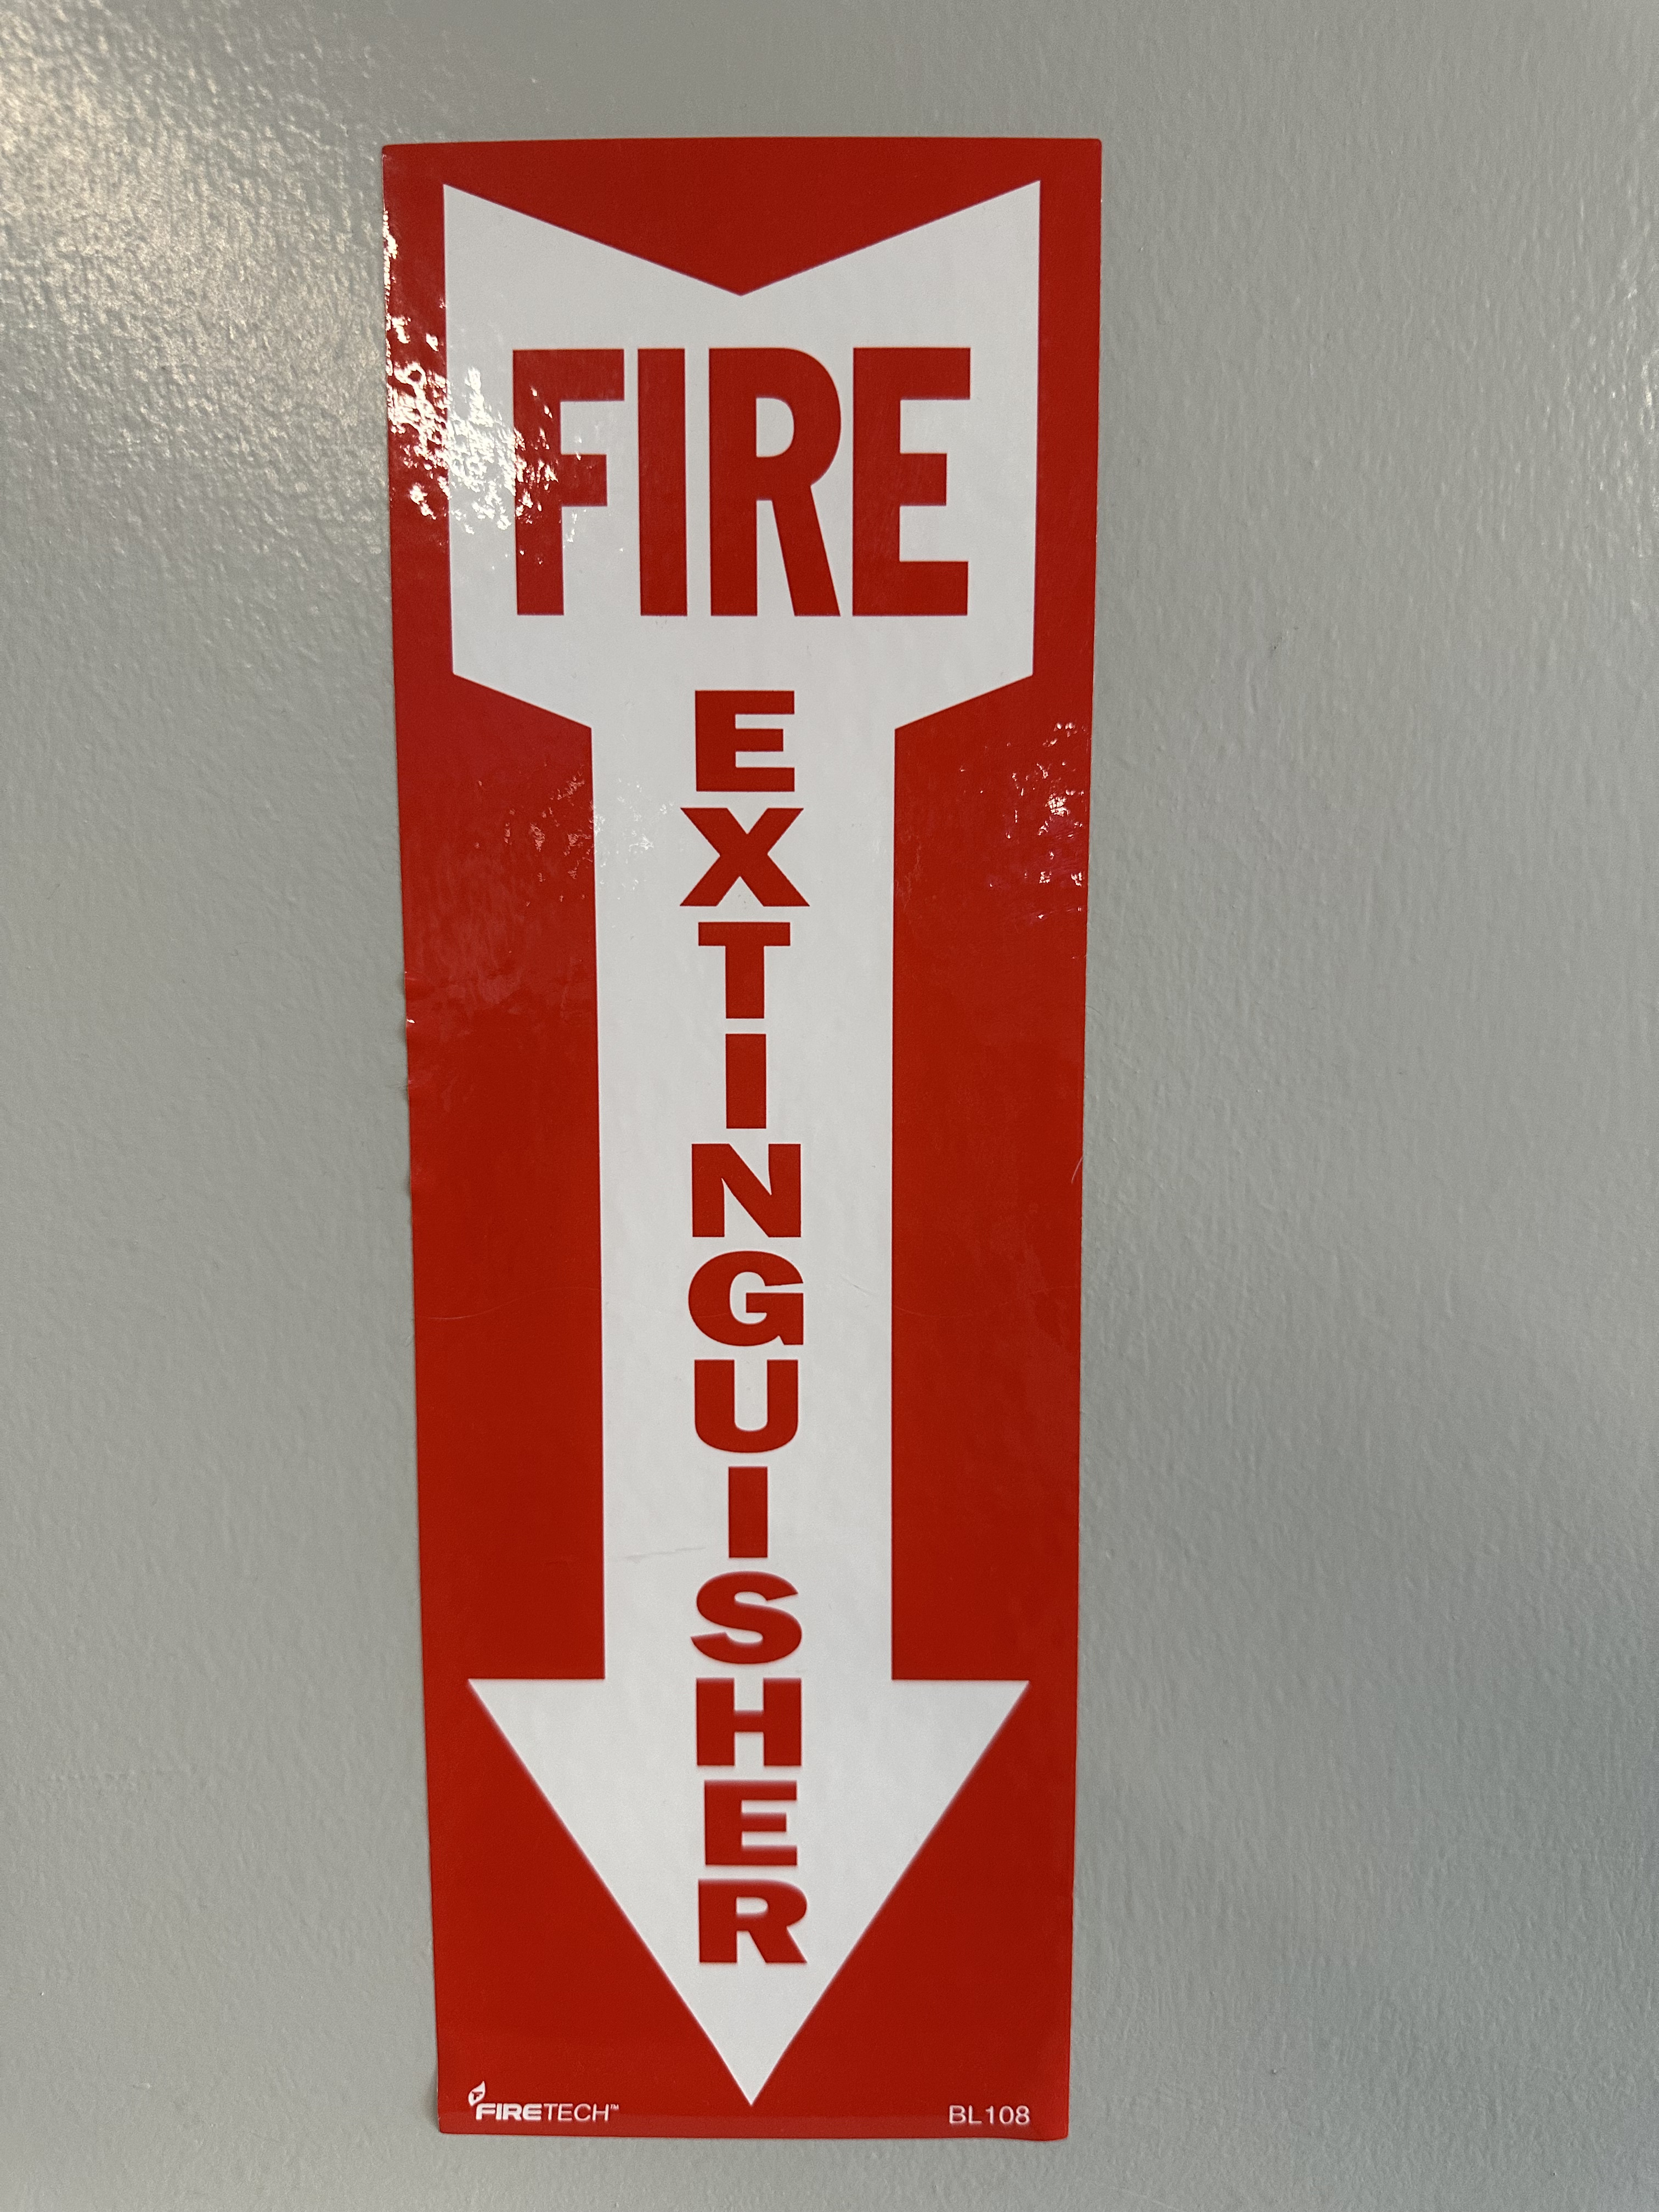 FIRE
EXTINGUISHER
FIRETECH™
BL108